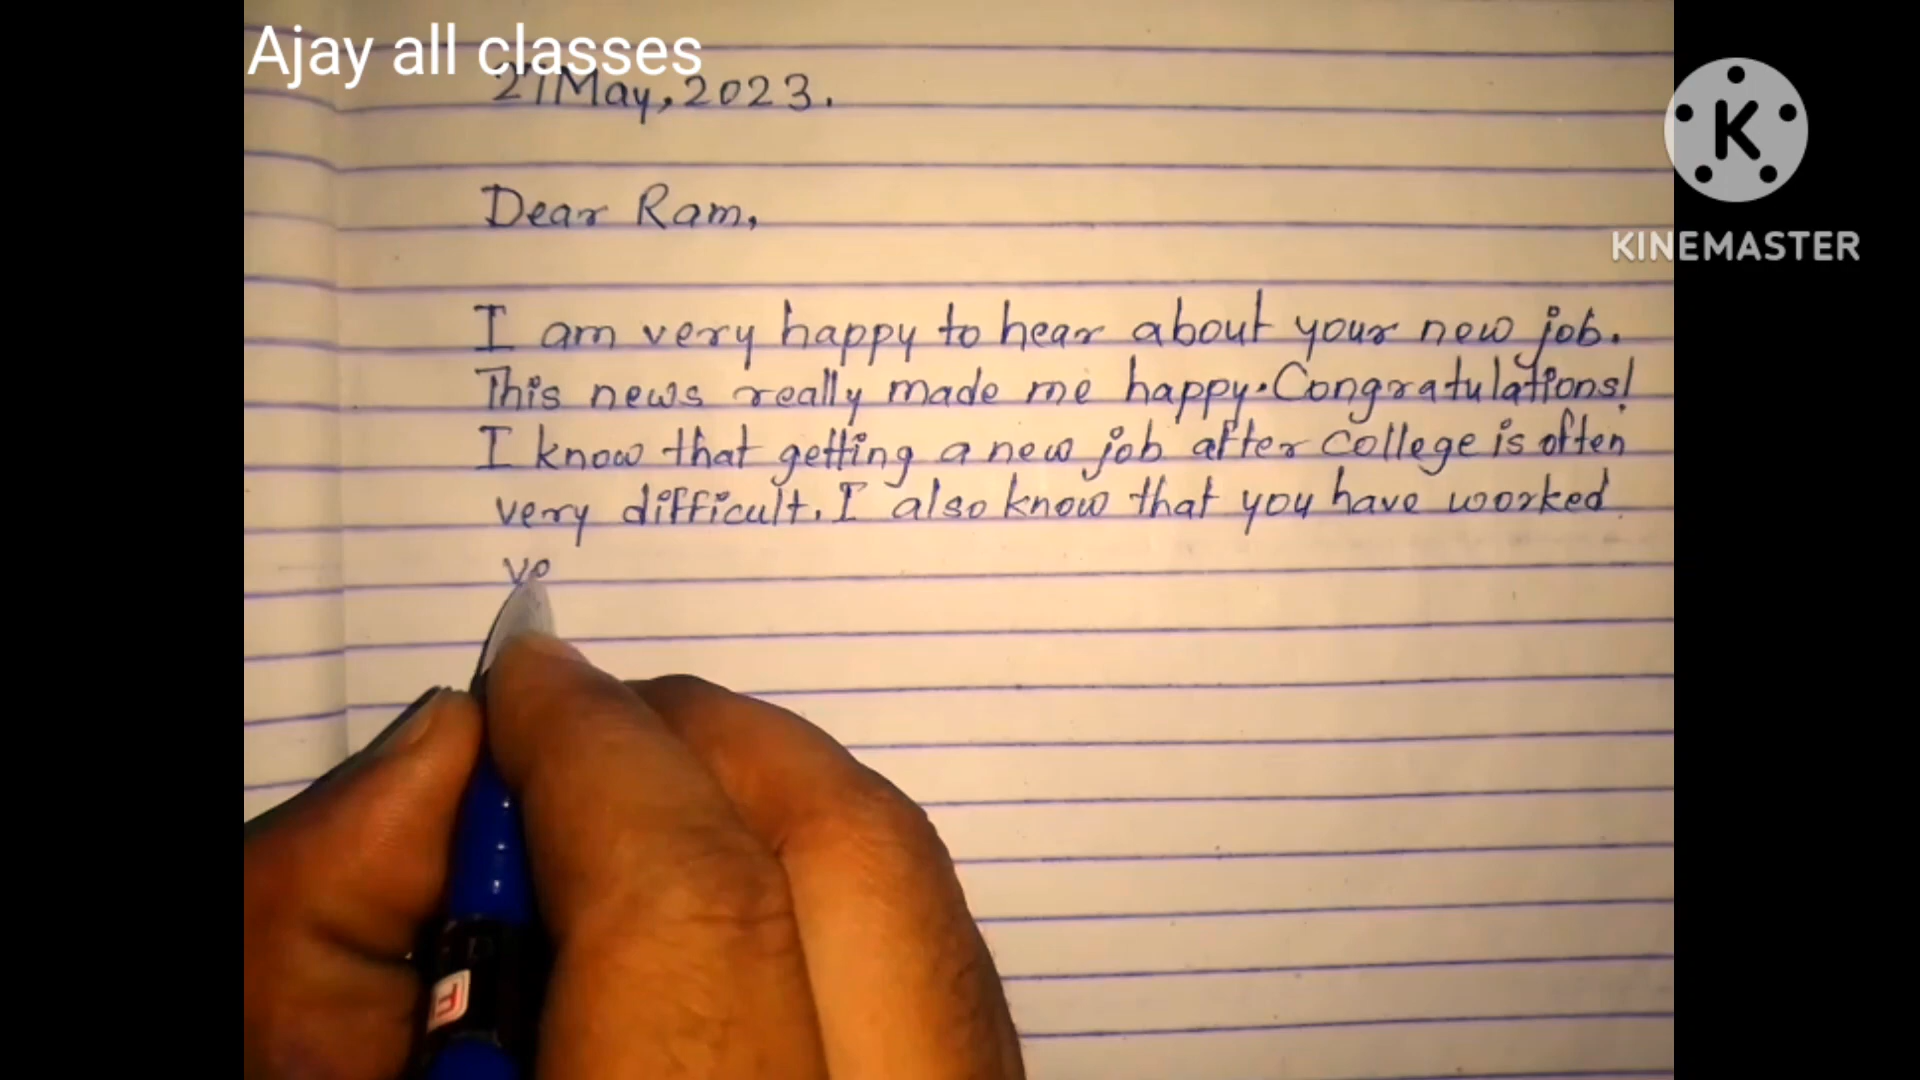 Ajay all classes
27 May, 2023.
K
KINEMASTER
Dear Ram,
I am very happy to hear about your new job.
This news really made me happy. Congratulations!
I know that getting a new job after college is often
very difficult. I also know that you have worked
ve